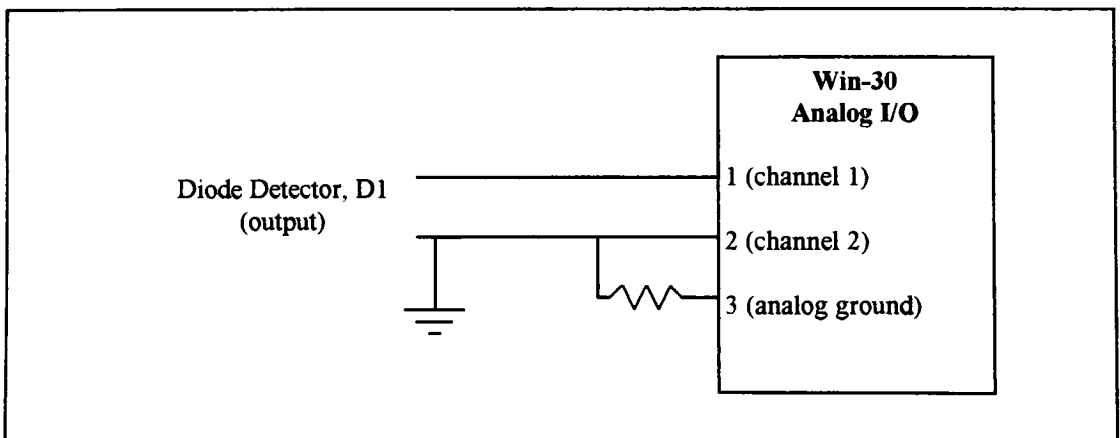 Win-30
Analog I/O
Diode Detector, D1
(output)
1 (channel 1)
2 (channel 2)
3 (analog ground)